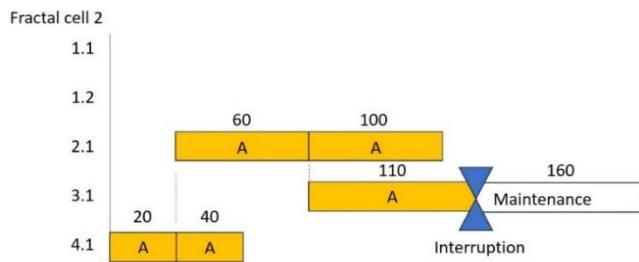 Fractal cell 2
1.1
1.2
60 100
2.1 A A
110 160
3.1 A Maintenance
20 40
4.1 A A
Interruption